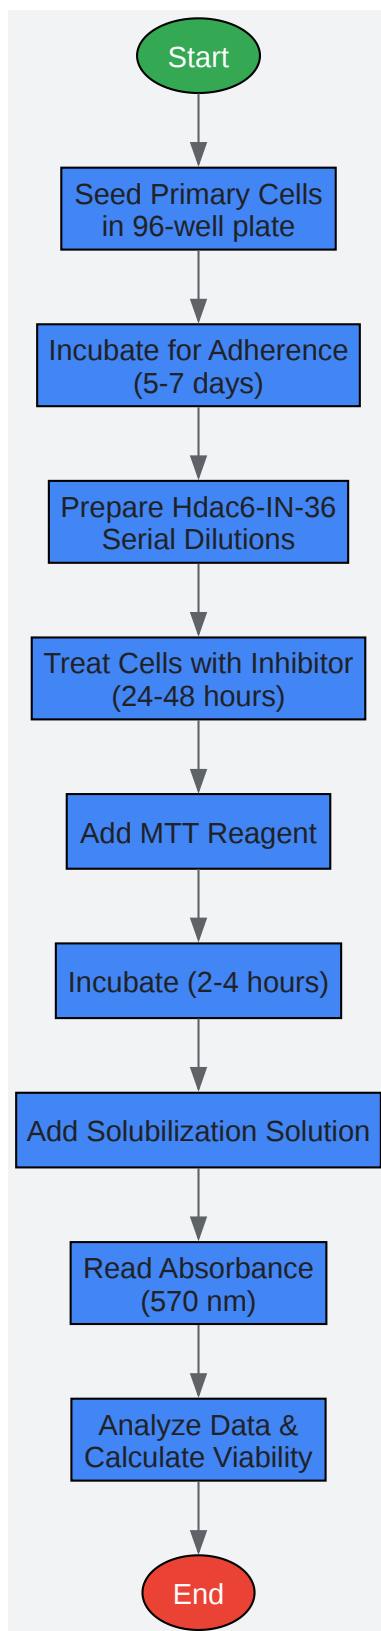 Start
Seed Primary Cells
in 96-well plate
Incubate for Adherence
(5-7 days)
Prepare Hdac6-IN-36
Serial Dilutions
Treat Cells with Inhibitor
(24-48 hours)
Add MTT Reagent
Incubate (2-4 hours)
Add Solubilization Solution
Read Absorbance
(570 nm)
Analyze Data &
Calculate Viability
End